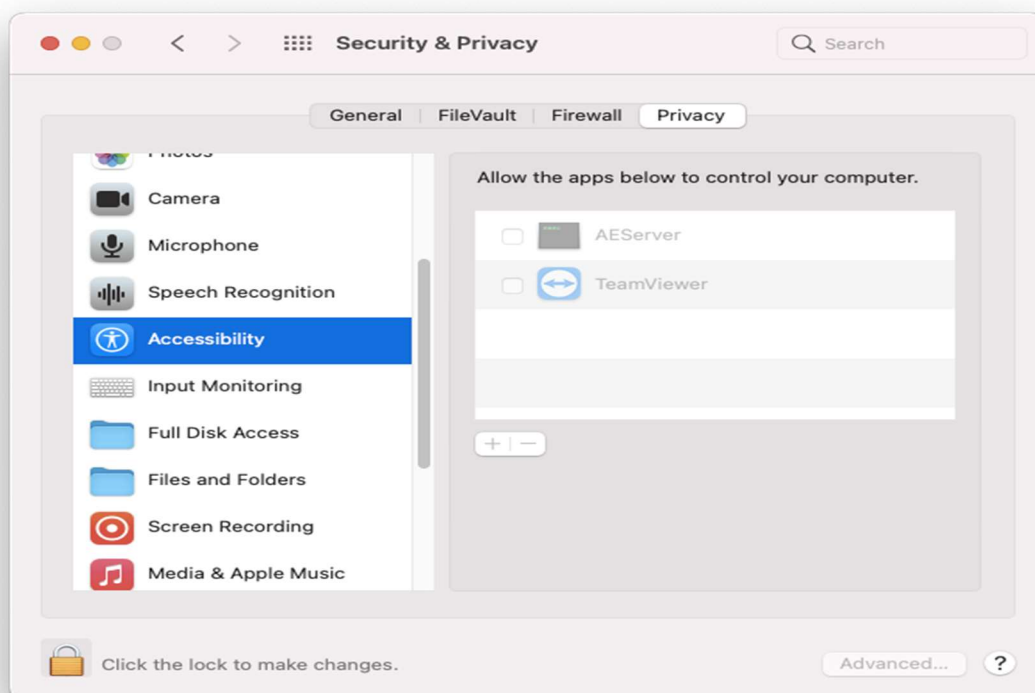 Security & Privacy
Search
General FileVault Firewall Privacy
Photos
Camera
Microphone
Speech Recognition
Accessibility
Input Monitoring
Full Disk Access
Files and Folders
Screen Recording
Media & Apple Music
Allow the apps below to control your computer.
AEServer
TeamViewer
+ −
Click the lock to make changes.
Advanced...
?